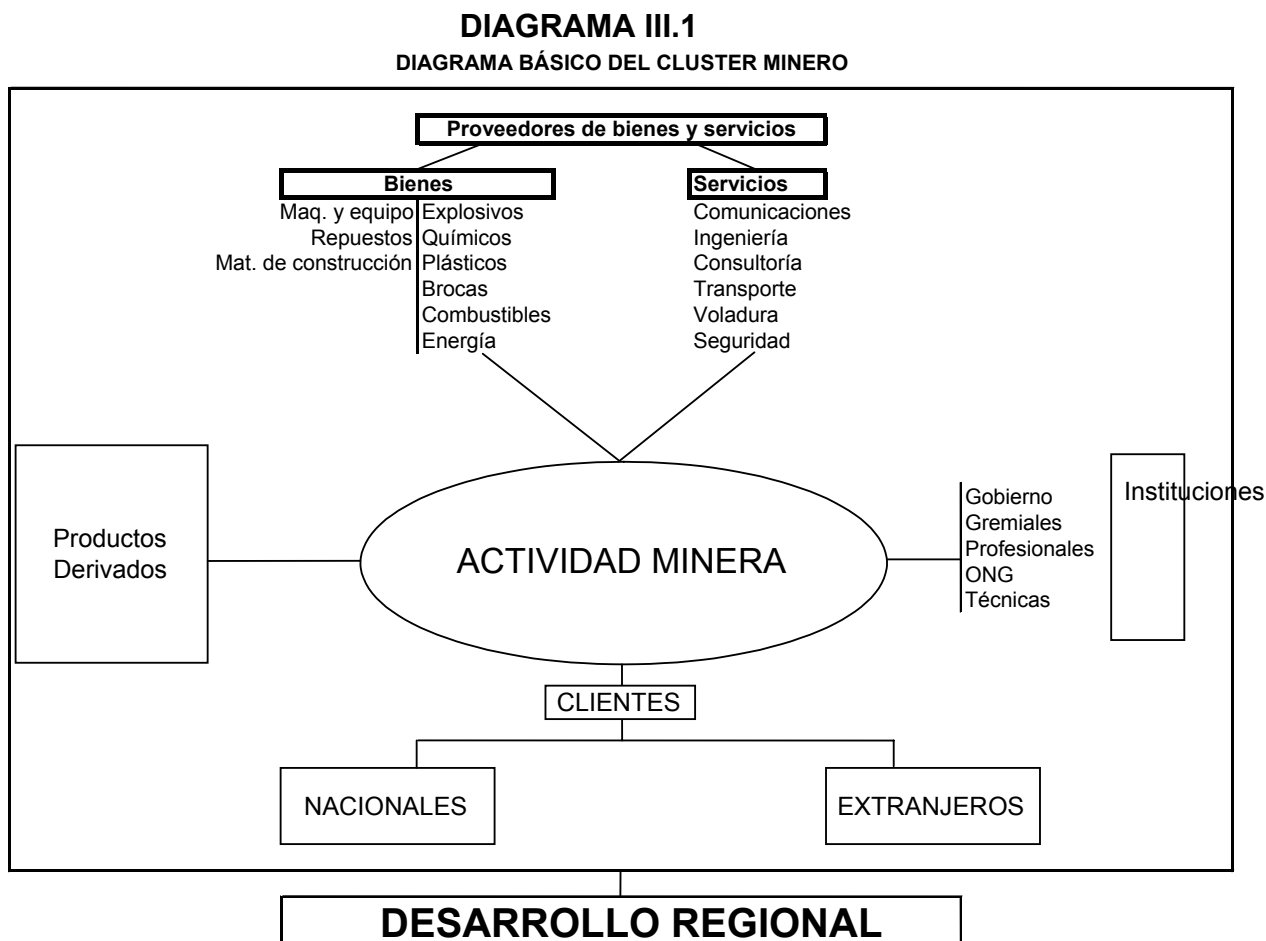 DIAGRAMA III.1
DIAGRAMA BÁSICO DEL CLUSTER MINERO
Proveedores de bienes y servicios
Bienes
Maq. y equipo
Repuestos
Mat. de construcción
Explosivos
Químicos
Plásticos
Brocas
Combustibles
Energía
Servicios
Comunicaciones
Ingeniería
Consultoría
Transporte
Voladura
Seguridad
Productos
Derivados
ACTIVIDAD MINERA
Gobierno
Gremiales
Profesionales
ONG
Técnicas
Instituciones
CLIENTES
NACIONALES
EXTRANJEROS
DESARROLLO REGIONAL